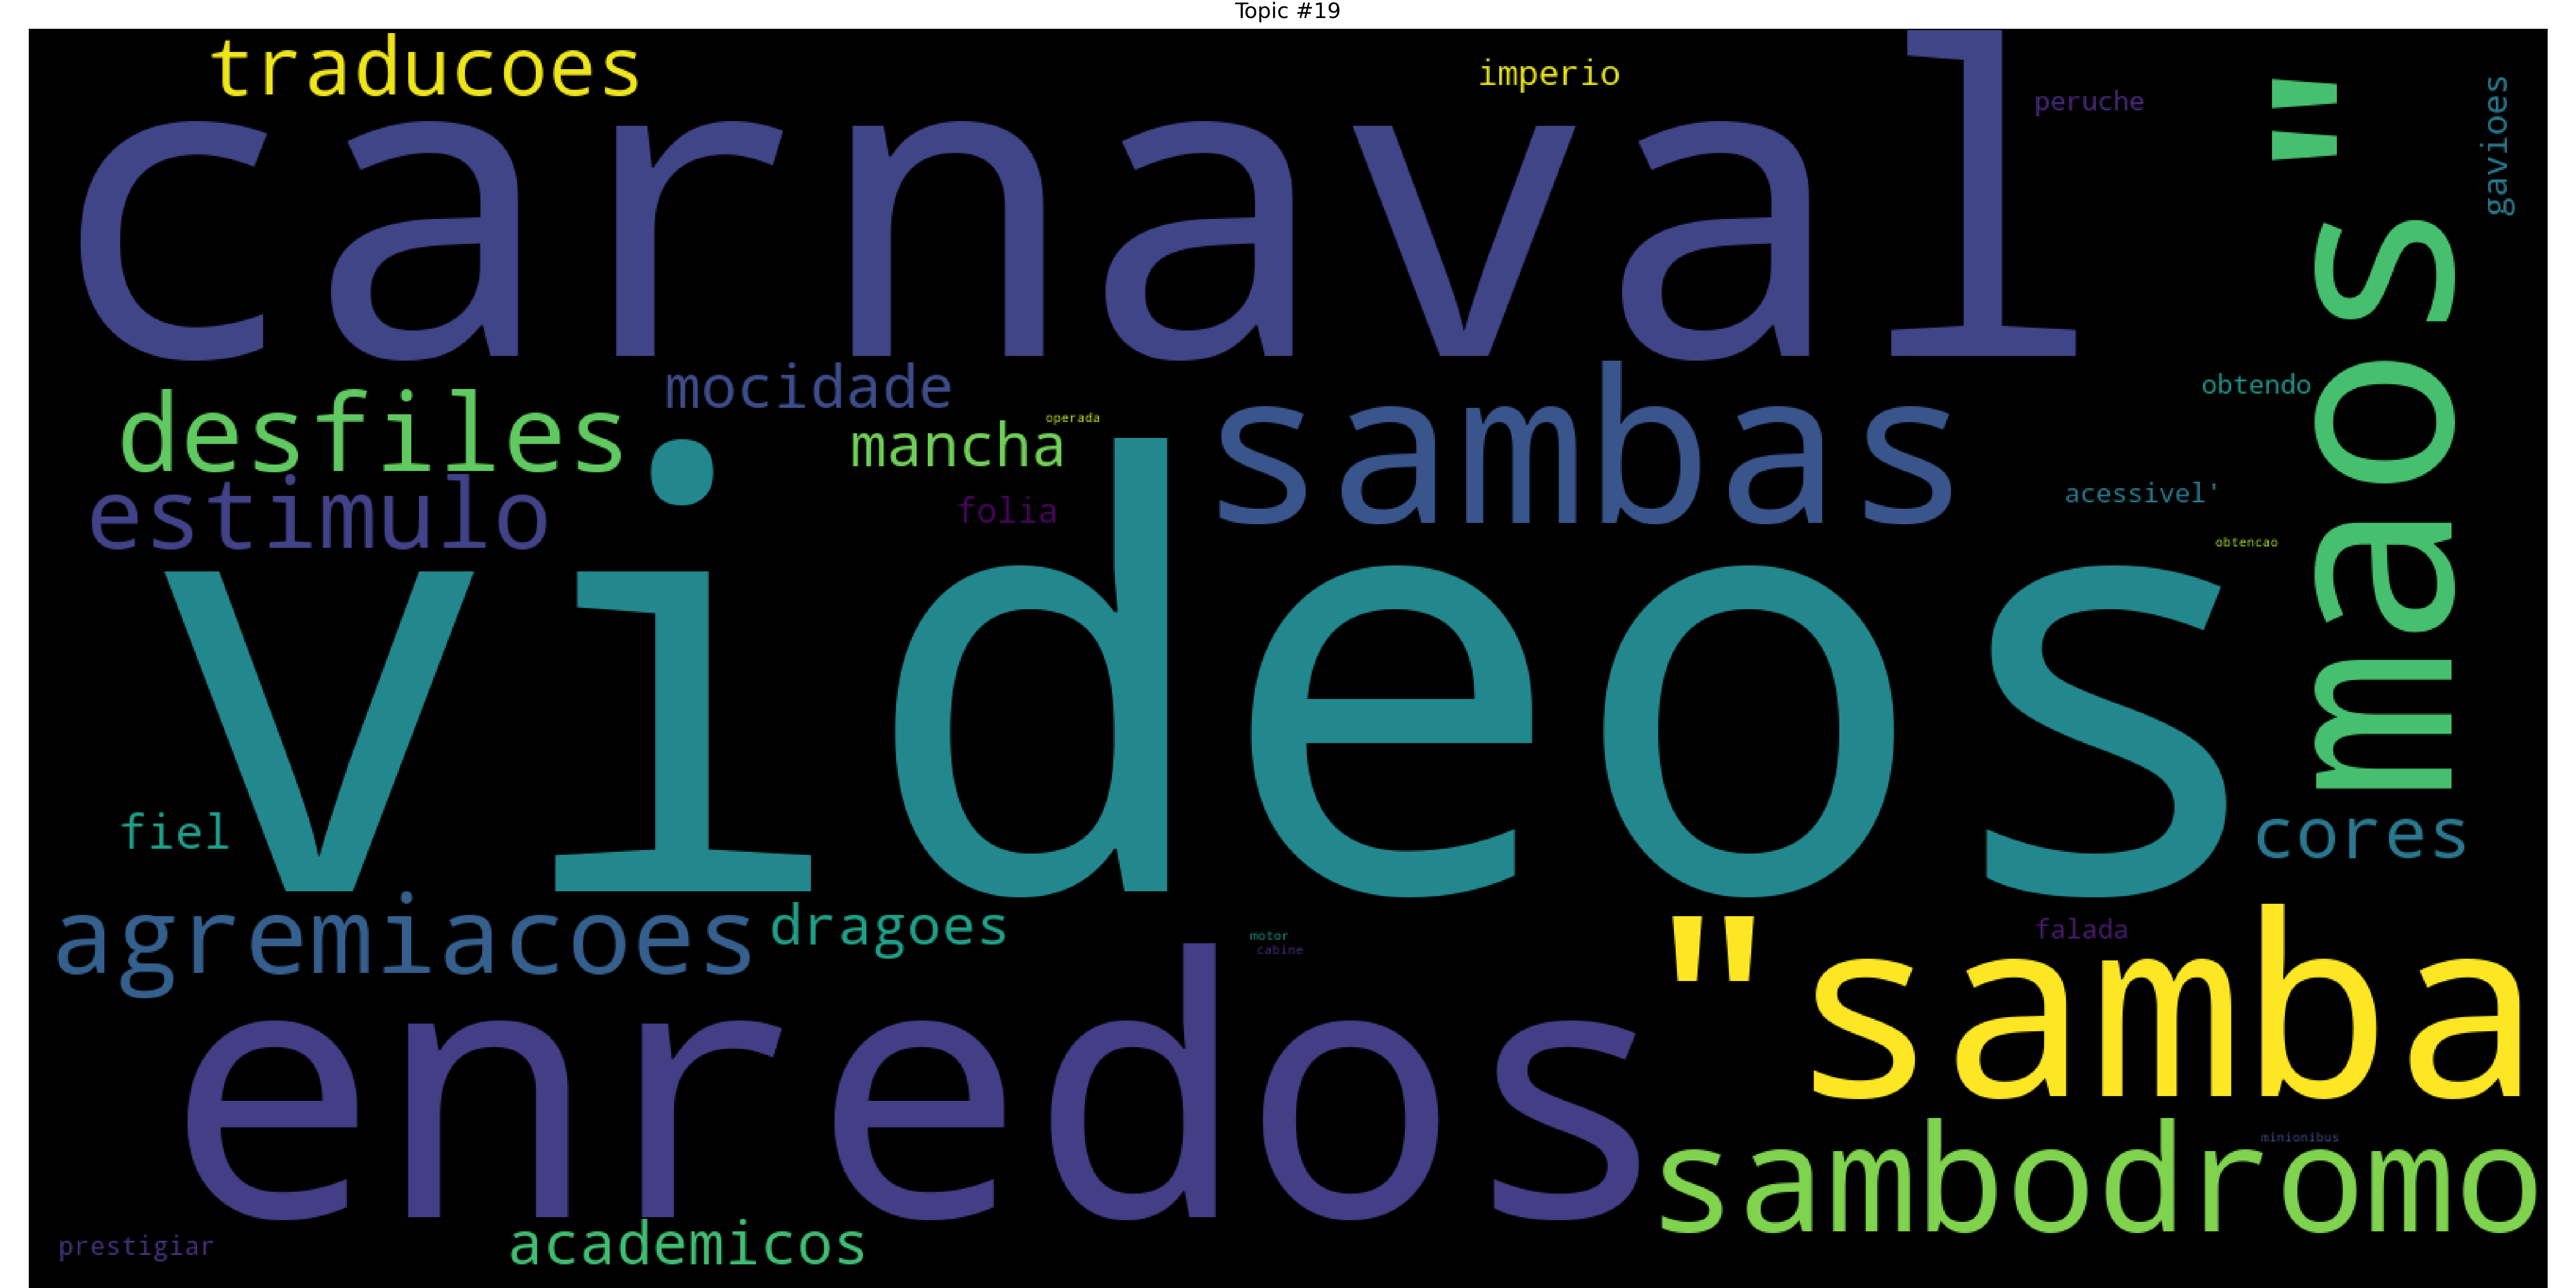 Topic #19
traducoes
imperio
peruche
gavioes
carnaval
maos"
mocidade
obtendo
desfiles
operada
mancha
sambas
acessivel'
estimulo
folia
obtencao
videos
fiel
cores
agremiacoes
dragoes
motor
cabine
falada
"samba
enredos
minionibus
sambodromo
prestigiar
academicos